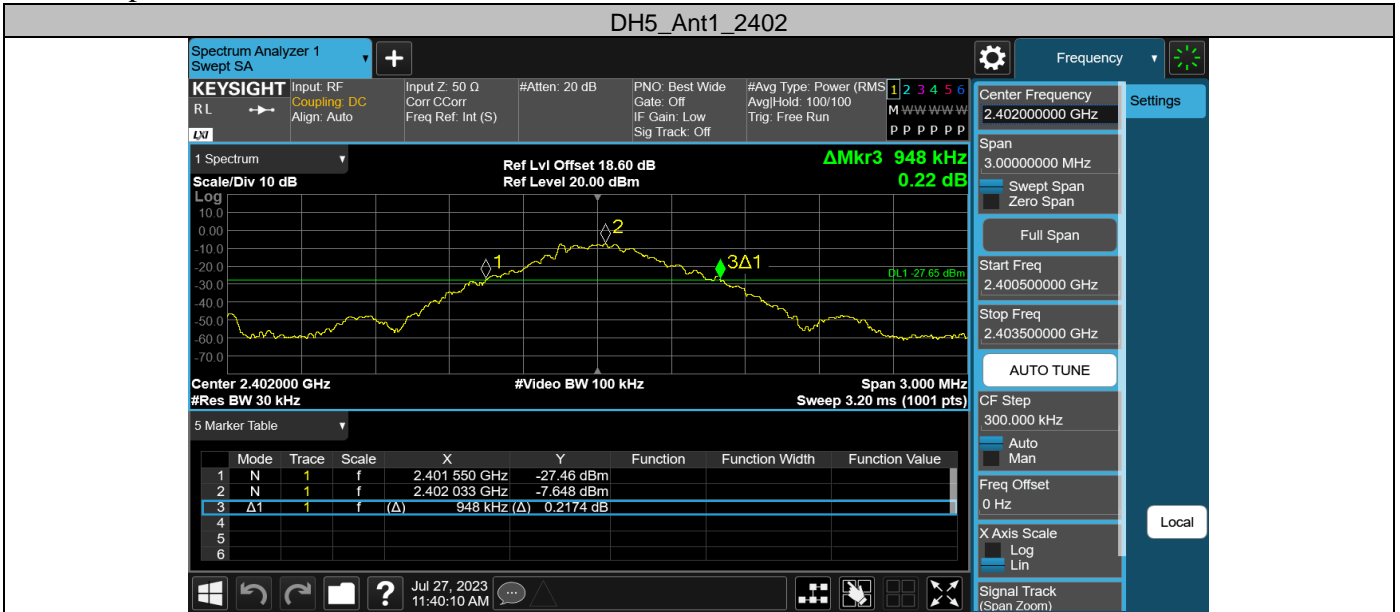 DH5_Ant1_2402
Spectrum Analyzer 1
Swept SA
Frequency
KEYSIGHT
RL
LXI
Input: RF
Coupling: DC
Align: Auto
Input Z: 50 Ω
Corr CCorr
Freq Ref: Int (S)
#Atten: 20 dB
PNO: Best Wide
Gate: Off
IF Gain: Low
Sig Track: Off
#Avg Type: Power (RMS
Avg|Hold: 100/100
Trig: Free Run
1 2 3 4 5 6
M W W W W W
P P P P P P
1 Spectrum
Scale/Div 10 dB
Ref Lvl Offset 18.60 dB
Ref Level 20.00 dBm
ΔMkr3 948 kHz
0.22 dB
Log
10.0
0.00
-10.0
-20.0
-30.0
-40.0
-50.0
-60.0
-70.0
1
2
3Δ1
DL1 -27.65 dBm
Center 2.402000 GHz
#Video BW 100 kHz
Span 3.000 MHz
#Res BW 30 kHz
Sweep 3.20 ms (1001 pts)
5 Marker Table
Mode Trace Scale X Y Function Function Width Function Value
1 N 1 f 2.401 550 GHz -27.46 dBm
2 N 1 f 2.402 033 GHz -7.648 dBm
3 Δ1 1 f (Δ) 948 kHz (Δ) 0.2174 dB
4
5
6
?
Jul 27, 2023
11:40:10 AM
Center Frequency
2.402000000 GHz
Settings
Span
3.00000000 MHz
Swept Span
Zero Span
Full Span
Start Freq
2.400500000 GHz
Stop Freq
2.403500000 GHz
AUTO TUNE
CF Step
300.000 kHz
Auto
Man
Freq Offset
0 Hz
Local
X Axis Scale
Log
Lin
Signal Track
(Span Zoom)